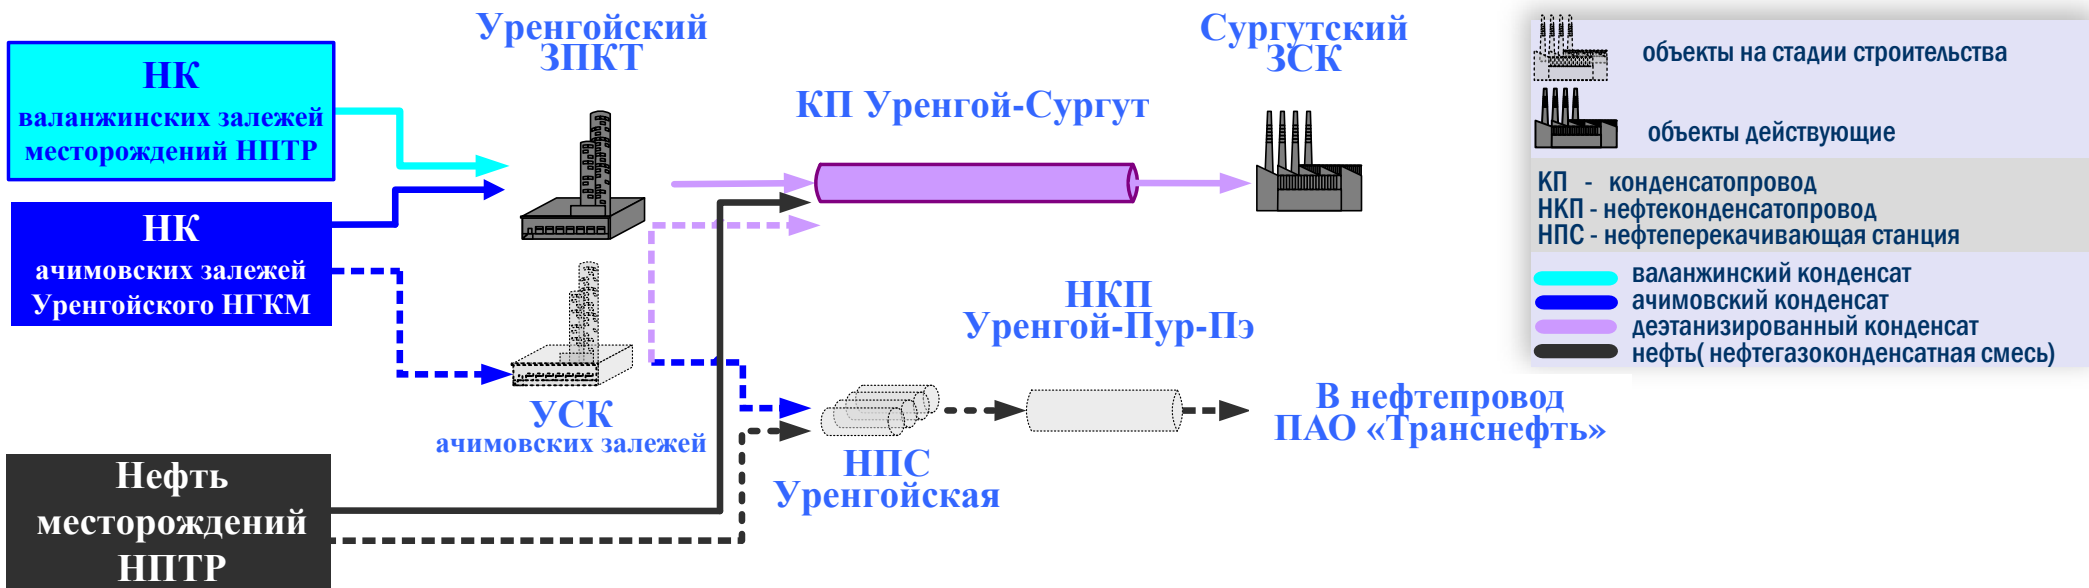 НК
валанжинских залежей
месторождений НПТР
НК
ачимовских залежей
Уренгойского НГКМ
Нефть
месторождений
НПТР
Уренгойский
ЗПКТ
УСК
ачимовских залежей
КП Уренгой-Сургут
Сургутский
ЗСК
НКП
Уренгой-Пур-Пэ
НПС
Уренгойская
В нефтепровод
ПАО «Транснефть»
объекты на стадии строительства
объекты действующие
КП - конденсатопровод
НКП - нефтеконденсатопровод
НПС - нефтеперекачивающая станция
валанжинский конденсат
ачимовский конденсат
деэтанизированный конденсат
нефть( нефтегазоконденсатная смесь)